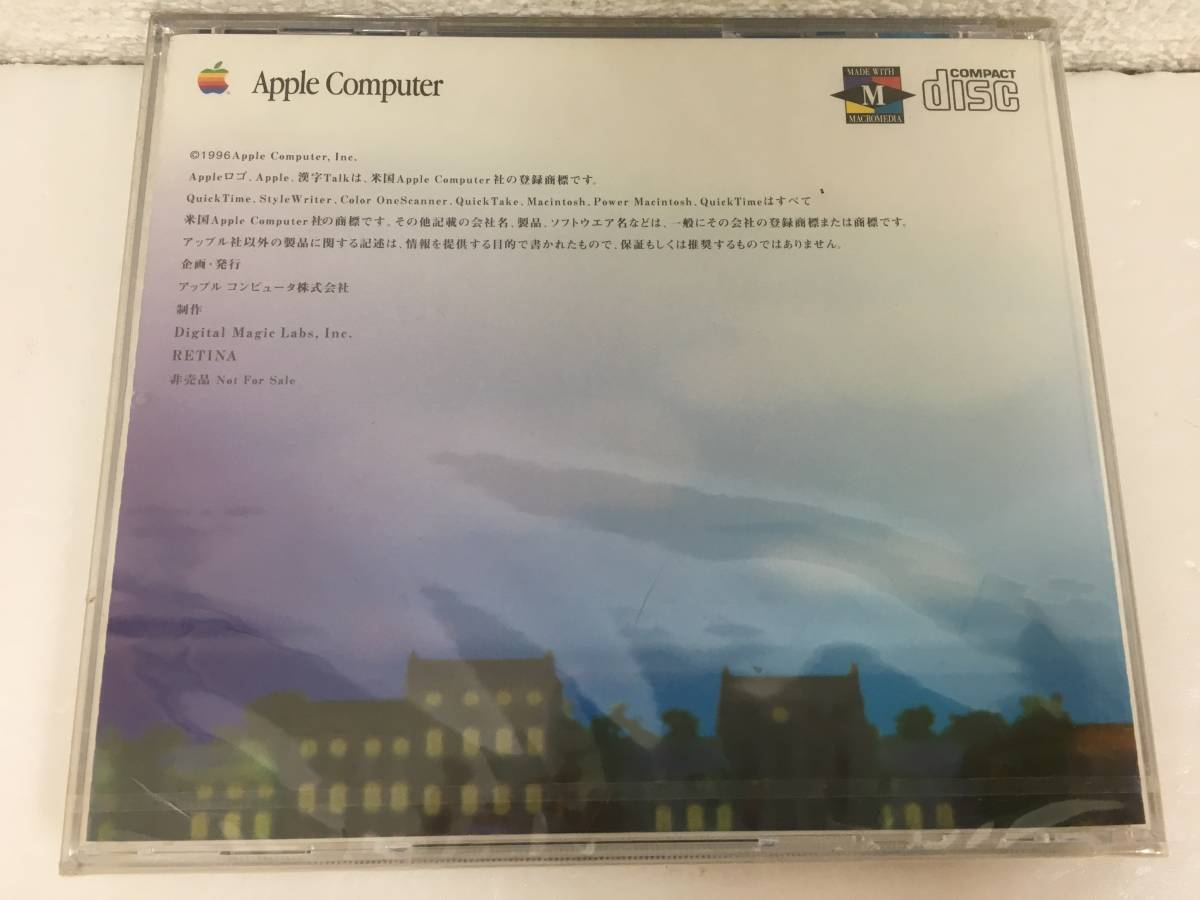 Apple Computer
MADE WITH
M
MACROMEDIA
COMPACT
disc
©1996 Apple Computer, Inc.
Appleロゴ、Apple、漢字Talkは、米国Apple Computer社の登録商標です。
QuickTime、StyleWriter、Color OneScanner、QuickTake、Macintosh、Power Macintosh、QuickTimeはすべて
米国Apple Computer社の商標です。その他記載の会社名、製品、ソフトウエア名などは、一般にその会社の登録商標または商標です。
アップル社以外の製品に関する記述は、情報を提供する目的で書かれたもので、保証もしくは推奨するものではありません。
企画・発行
アップル コンピュータ株式会社
制作
Digital Magic Labs, Inc.
RETINA
非売品 Not For Sale